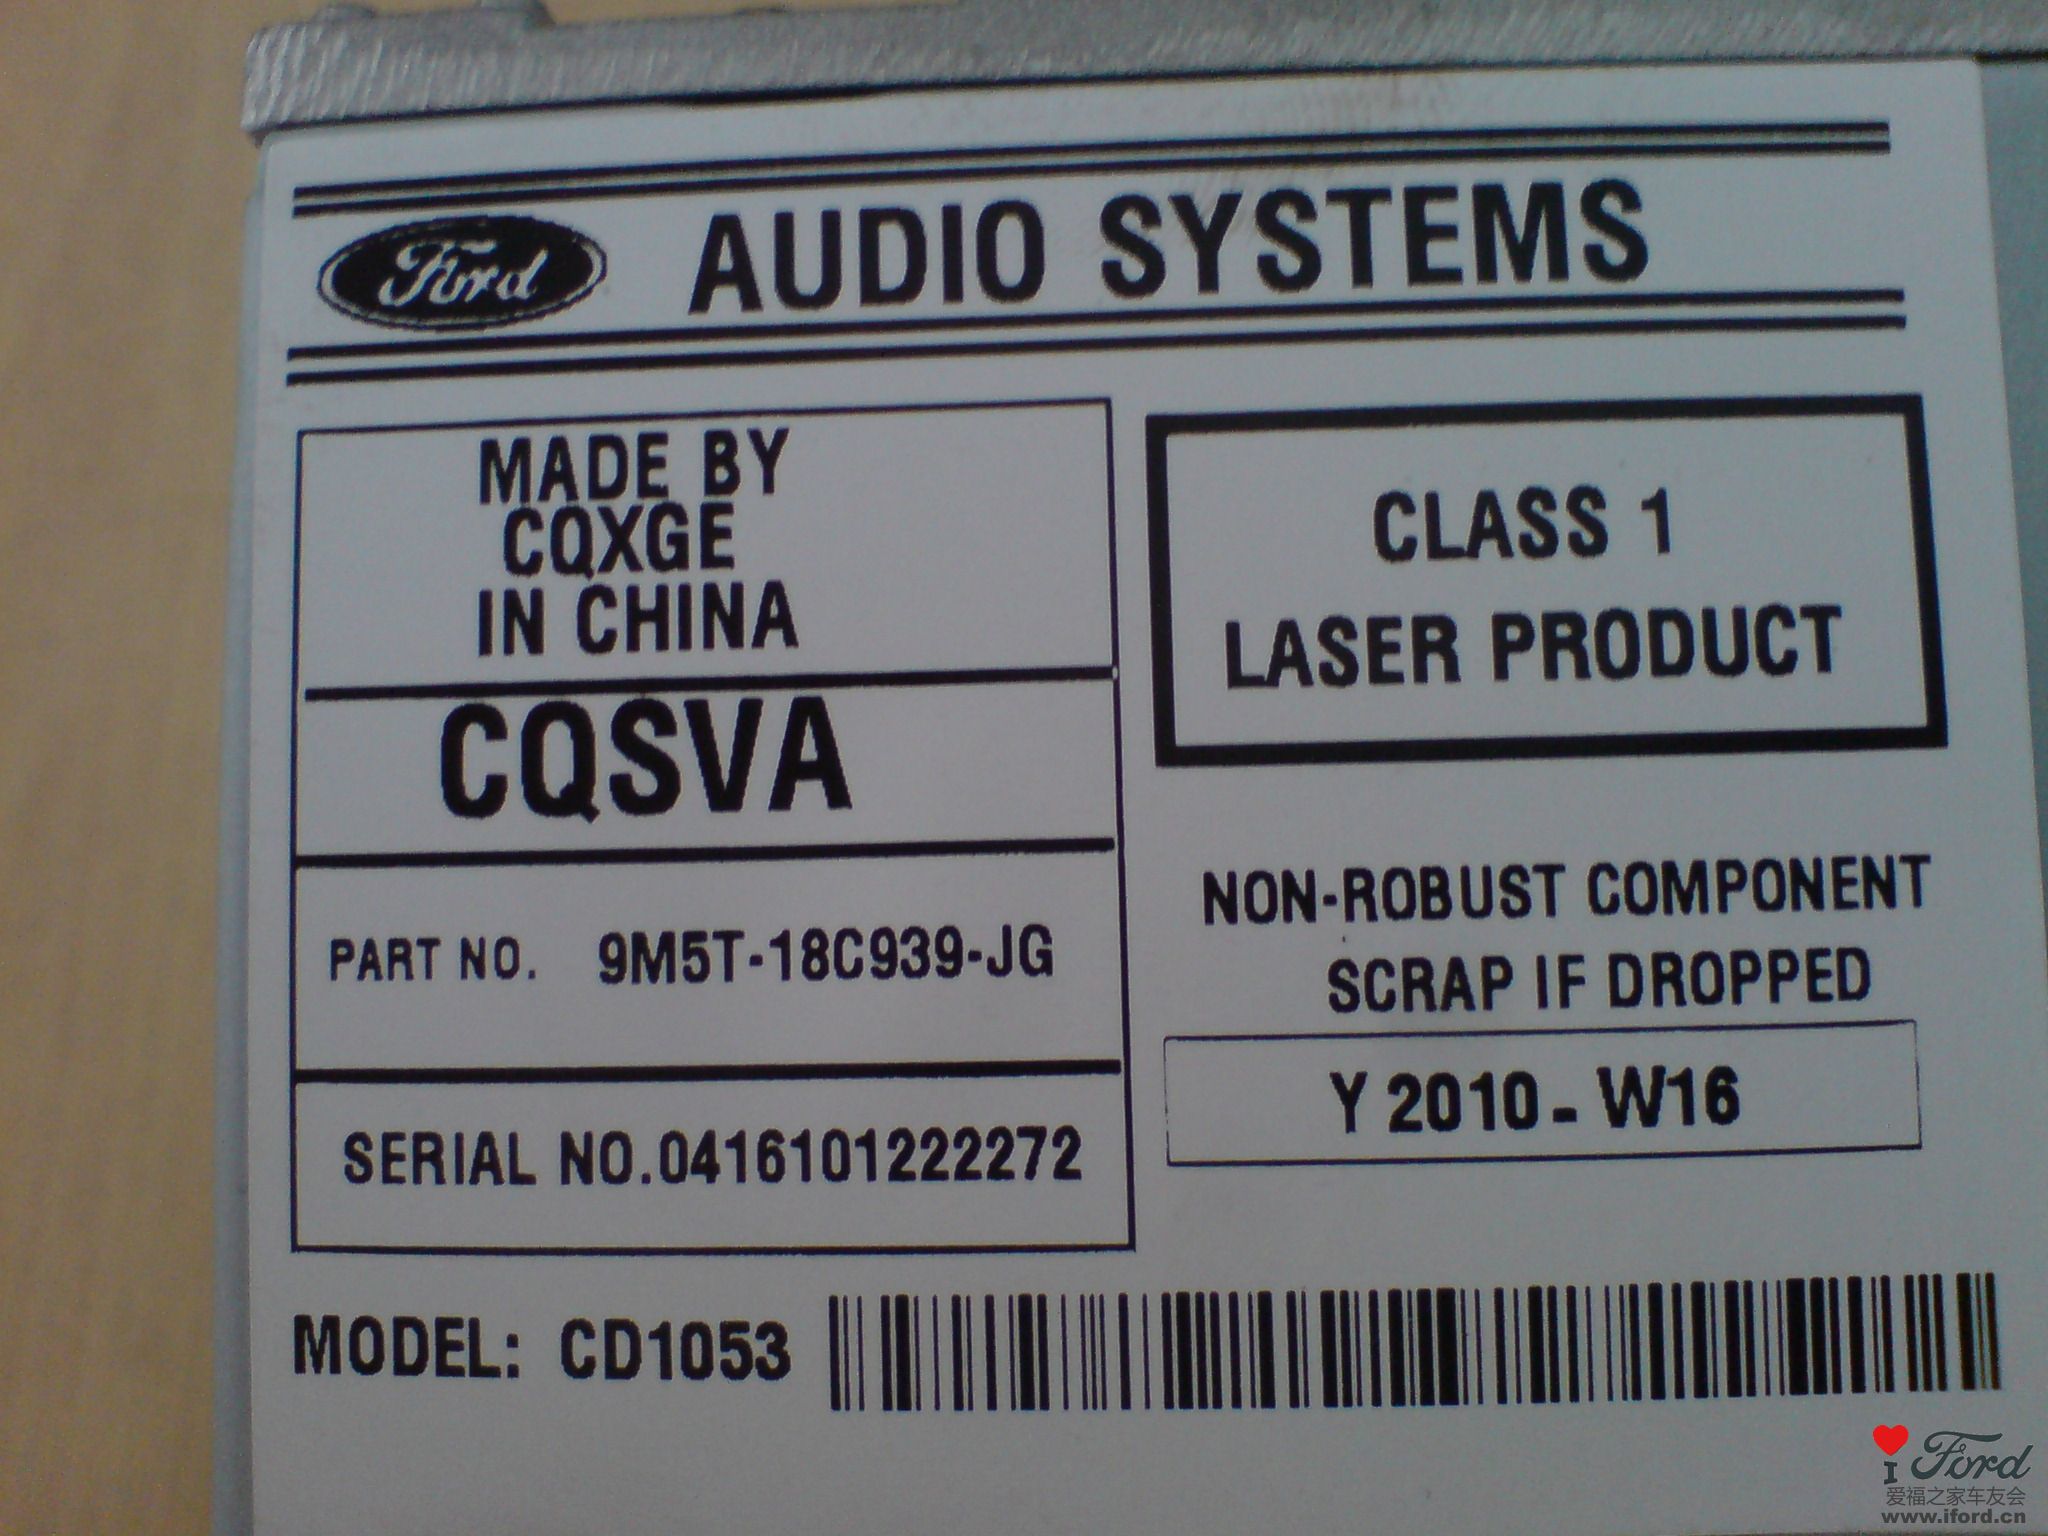 Ford AUDIO SYSTEMS
MADE BY
CQXGE
IN CHINA
CQSVA
PART NO. 9M5T-18C939-JG
SERIAL NO.0416101222272
CLASS 1
LASER PRODUCT
NON-ROBUST COMPONENT
SCRAP IF DROPPED
Y 2010 - W16
MODEL: CD1053
I Ford
爱福之家车友会
www.iford.cn